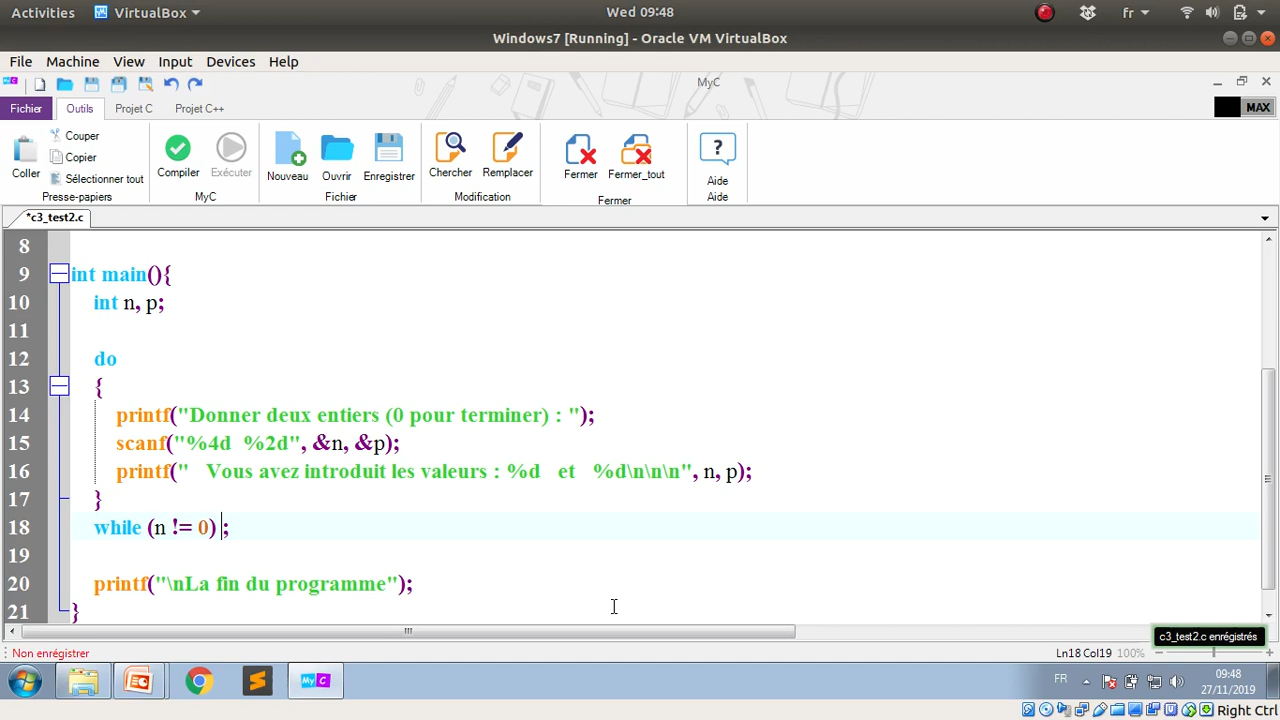 Activities VirtualBox Wed 09:48 fr
Windows7 [Running] - Oracle VM VirtualBox
File Machine View Input Devices Help
MyC MyC
Fichier Outils Projet C Projet C++ MAX
Coller Couper Copier Sélectionner tout Compiler Exécuter Nouveau Ouvrir Enregistrer Chercher Remplacer Fermer Fermer_tout ? Aide
Presse-papiers MyC Fichier Modification Fermer Aide
*c3_test2.c
8
9 int main(){
10 int n, p;
11
12 do
13 {
14 printf("Donner deux entiers (0 pour terminer) : ");
15 scanf("%4d  %2d", &n, &p);
16 printf("   Vous avez introduit les valeurs : %d   et   %d\n\n\n", n, p);
17 }
18 while (n != 0) ;
19
20 printf("\nLa fin du programme");
21 }
c3_test2.c enrégistrés
Non enregistrér Ln18 Col19 100%
MyC FR 09:48
27/11/2019
Right Ctrl